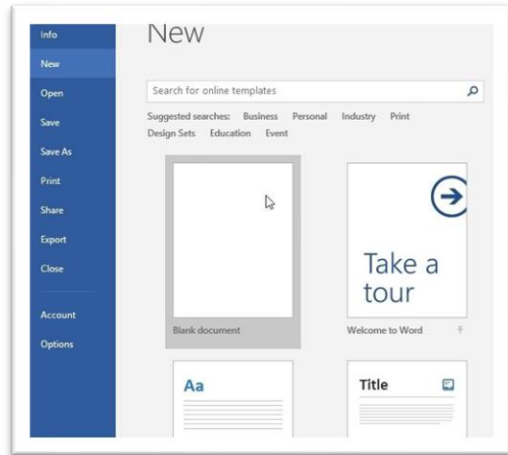 Info
New
Open
Save
Save As
Print
Share
Export
Close
Account
Options
New
Search for online templates
Suggested searches: Business Personal Industry Print
Design Sets Education Event
Take a
tour
Blank document
Welcome to Word
Aa
Title